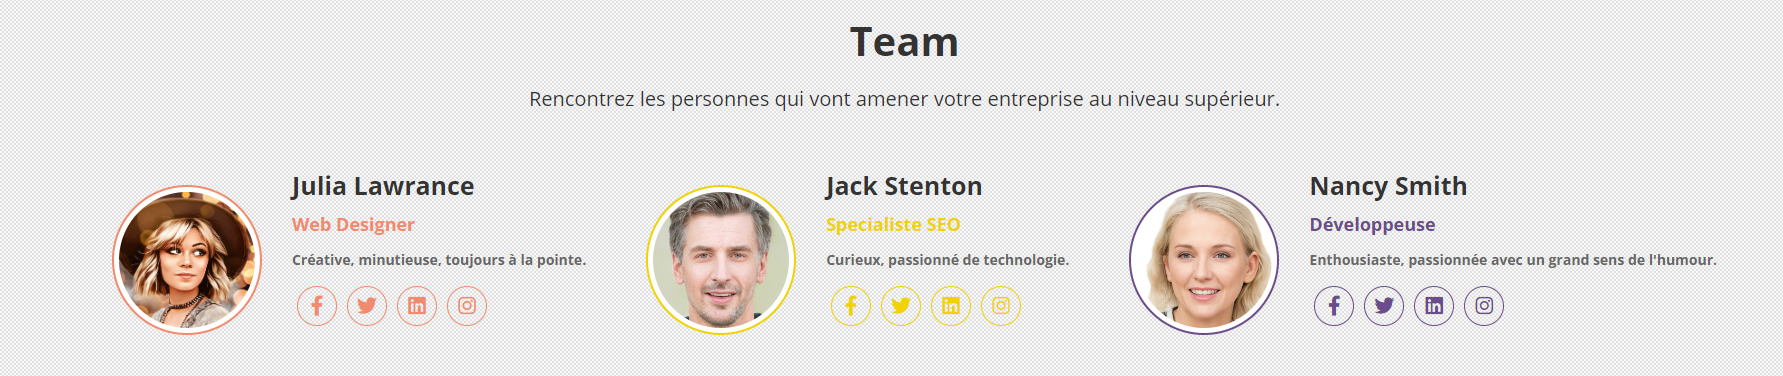 Team
Rencontrez les personnes qui vont amener votre entreprise au niveau supérieur.
Julia Lawrance
Web Designer
Créative, minutieuse, toujours à la pointe.
Jack Stenton
Specialiste SEO
Curieux, passionné de technologie.
Nancy Smith
Développeuse
Enthousiaste, passionnée avec un grand sens de l'humour.